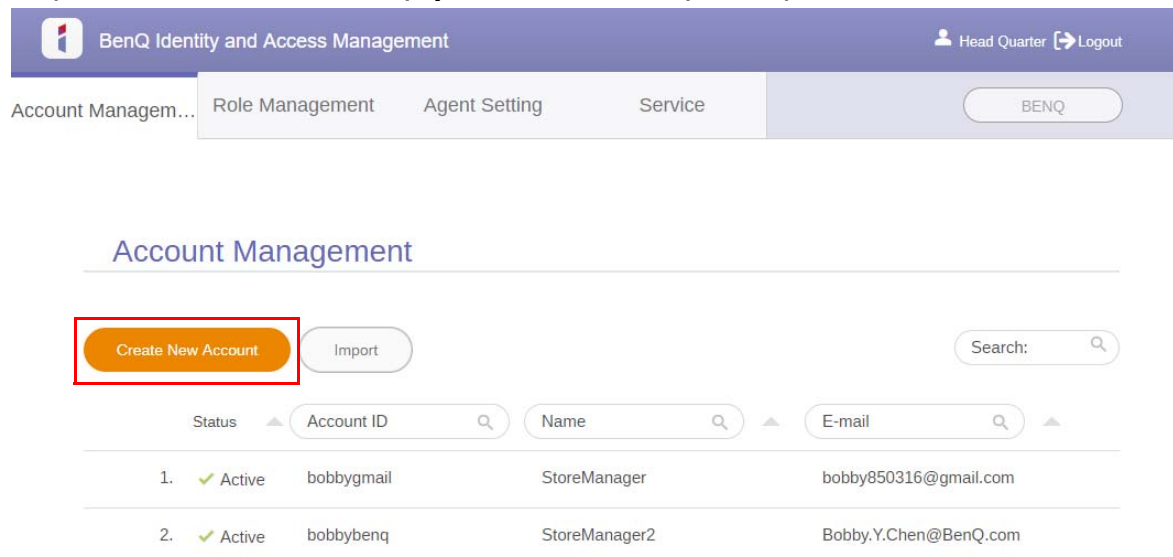 BenQ Identity and Access Management Head Quarter Logout
Account Managem... Role Management Agent Setting Service BENQ
Account Management
Create New Account Import Search:
Status Account ID Name E-mail
1. Active bobbygmail StoreManager bobby850316@gmail.com
2. Active bobbybenq StoreManager2 Bobby.Y.Chen@BenQ.com